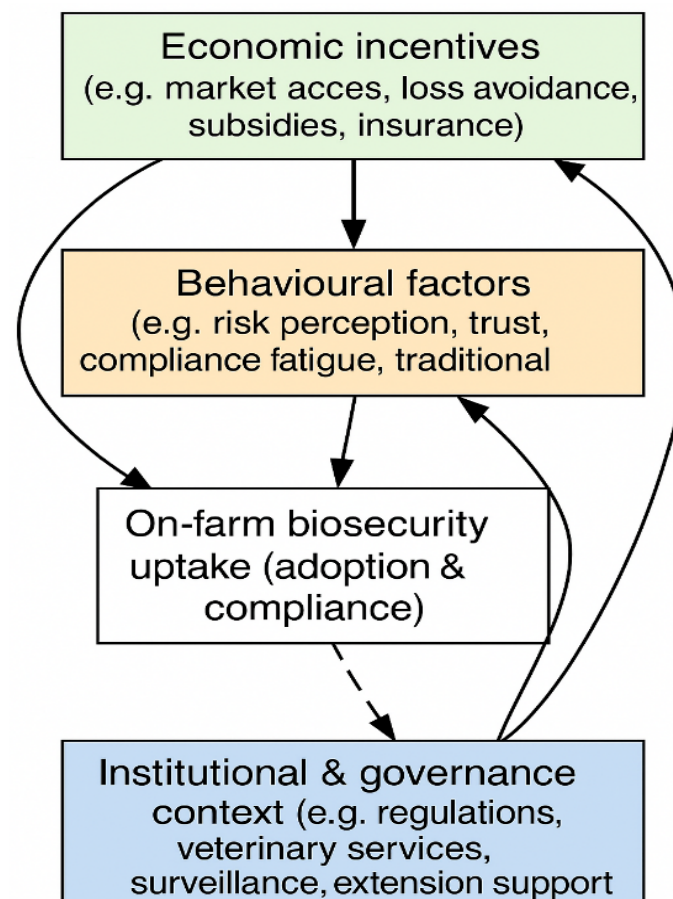 Economic incentives
(e.g. market acces, loss avoidance,
subsidies, insurance)
Behavioural factors
(e.g. risk perception, trust,
compliance fatigue, traditional
On-farm biosecurity
uptake (adoption &
compliance)
Institutional & governance
context (e.g. regulations,
veterinary services,
surveillance, extension support